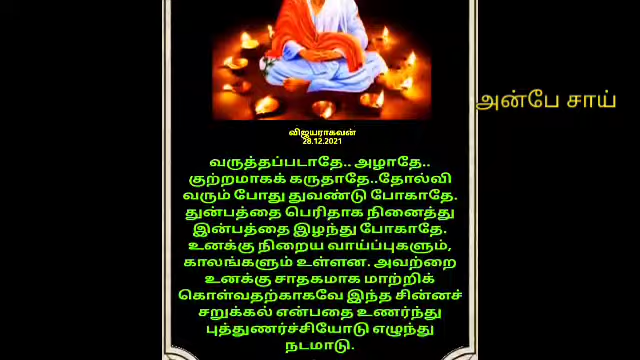 அன்பே சாய்
விஜயராகவன்
28.12.2021
வருத்தப்படாதே.. அழாதே..
குற்றமாகக் கருதாதே..தோல்வி
வரும் போது துவண்டு போகாதே.
துன்பத்தை பெரிதாக நினைத்து
இன்பத்தை இழந்து போகாதே.
உனக்கு நிறைய வாய்ப்புகளும்,
காலங்களும் உள்ளன. அவற்றை
உனக்கு சாதகமாக மாற்றிக்
கொள்வதற்காகவே இந்த சின்னச்
சறுக்கல் என்பதை உணர்ந்து
புத்துணர்ச்சியோடு எழுந்து
நடமாடு.